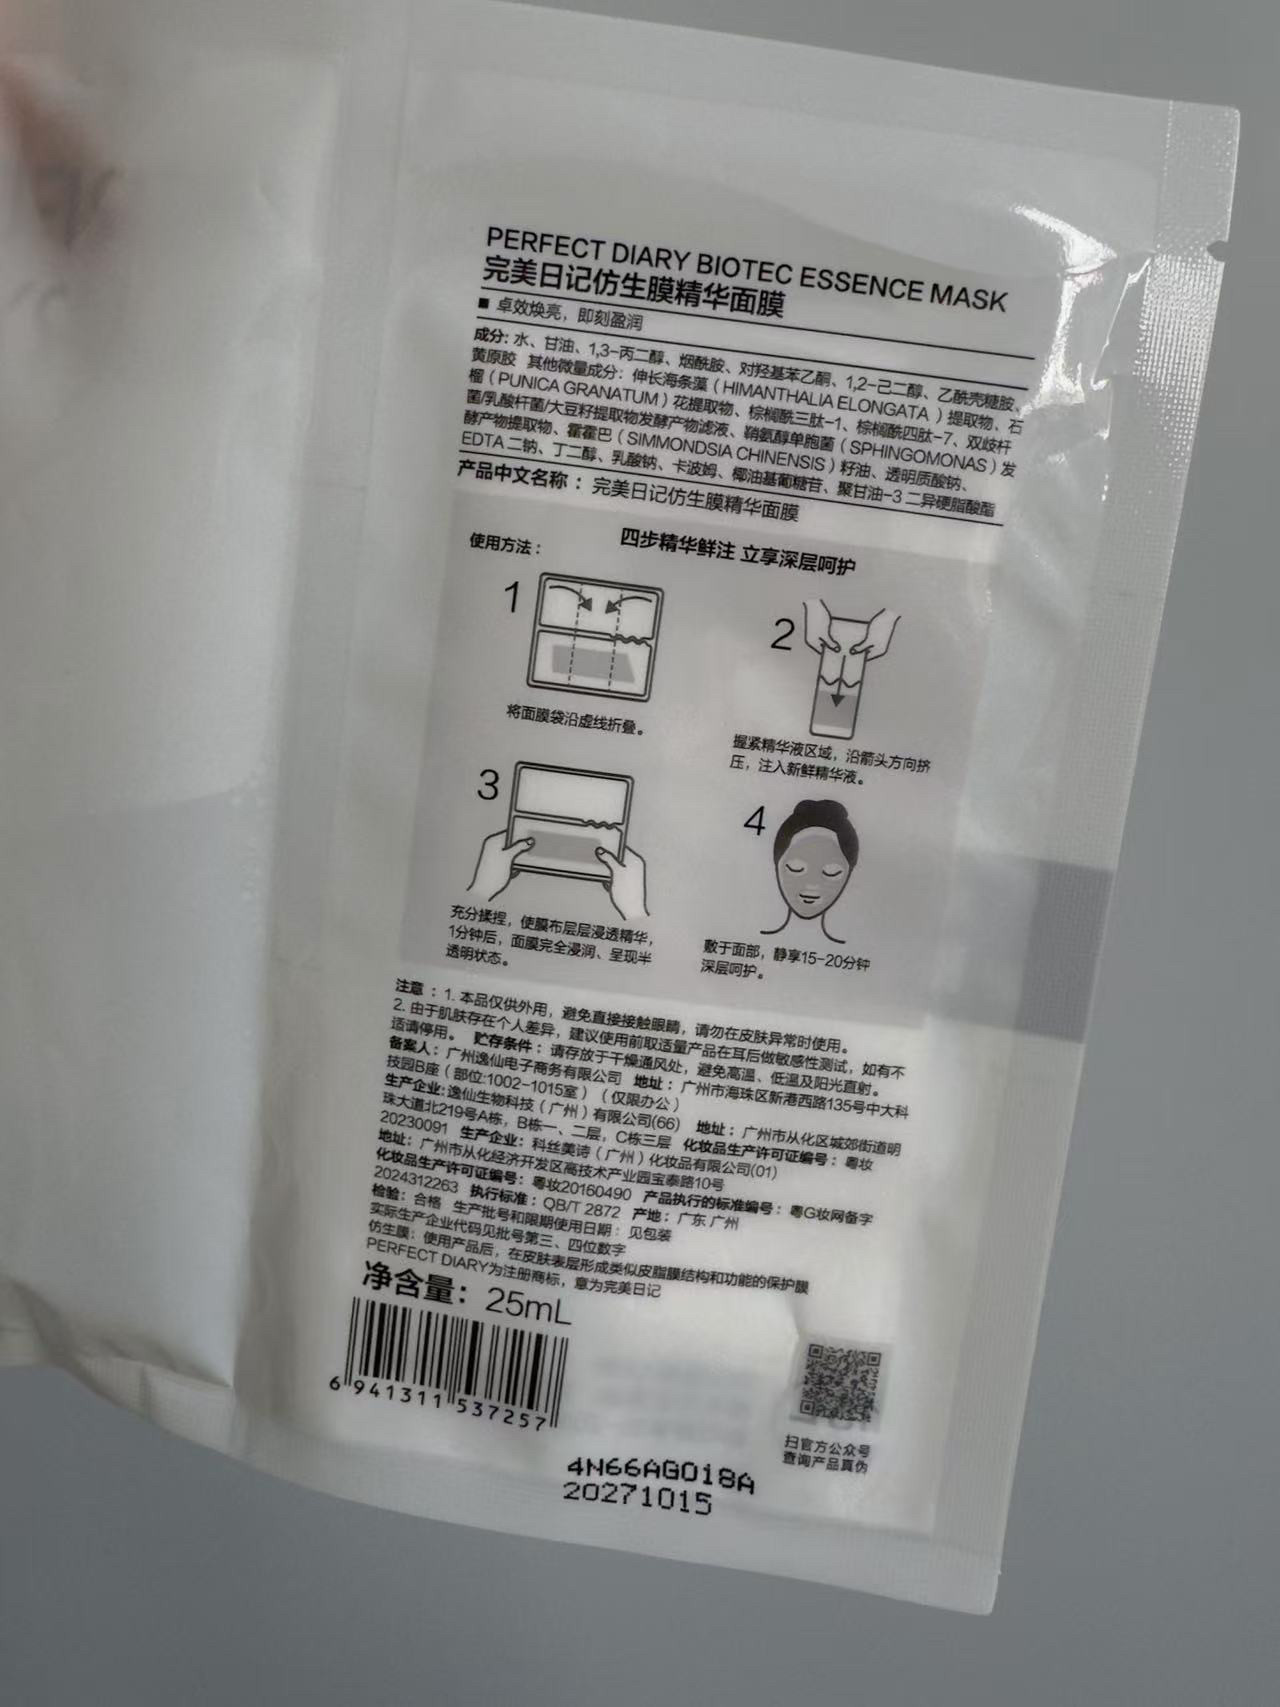 PERFECT DIARY BIOTEC ESSENCE MASK
完美日记仿生膜精华面膜
■ 卓效焕亮，即刻盈润
成分: 水、甘油、1,3-丙二醇、烟酰胺、对羟基苯乙酮、1,2-己二醇、乙酰壳糖胺、
黄原胶 其他微量成分：伸长海条藻（HIMANTHALIA ELONGATA）提取物、石
榴（PUNICA GRANATUM）花提取物、棕榈酰三肽-1、棕榈酰四肽-7、双歧杆
菌/乳酸杆菌/大豆籽提取物发酵产物滤液、鞘氨醇单胞菌（SPHINGOMONAS）发
酵产物提取物、霍霍巴（SIMMONDSIA CHINENSIS）籽油、透明质酸钠、
EDTA 二钠、丁二醇、乳酸钠、卡波姆、椰油基葡糖苷、聚甘油-3 二异硬脂酸酯
产品中文名称：完美日记仿生膜精华面膜
使用方法：
四步精华鲜注 立享深层呵护
1
将面膜袋沿虚线折叠。
2
握紧精华液区域，沿箭头方向挤
压，注入新鲜精华液。
3
充分揉捏，使膜布层层浸透精华，
1分钟后，面膜完全浸润、呈现半
透明状态。
4
敷于面部，静享15-20分钟
深层呵护。
注意：1. 本品仅供外用，避免直接接触眼睛，请勿在皮肤异常时使用。
2. 由于肌肤存在个人差异，建议使用前取适量产品在耳后做敏感性测试，如有不
适请停用。 贮存条件：请存放于干燥通风处，避免高温、低温及阳光直射。
备案人：广州逸仙电子商务有限公司 地址：广州市海珠区新港西路135号中大科
技园B座（部位:1002-1015室）（仅限办公）
生产企业:逸仙生物科技（广州）有限公司(66) 地址：广州市从化区城郊街道明
珠大道北219号A栋，B栋一、二层，C栋三层 化妆品生产许可证编号：粤妆
20230091 生产企业：科丝美诗（广州）化妆品有限公司(01)
地址：广州市从化经济开发区高技术产业园宝泰路10号
化妆品生产许可证编号：粤妆20160490 产品执行的标准编号：粤G妆网备字
2024312263 执行标准：QB/T 2872 产地：广东 广州
检验：合格 生产批号和限期使用日期：见包装
实际生产企业代码见批号第三、四位数字
仿生膜：使用产品后，在皮肤表层形成类似皮脂膜结构和功能的保护膜
PERFECT DIARY为注册商标，意为完美日记
净含量：25mL
6 941311 537257
扫官方公众号
查询产品真伪
4N66AG018A
20271015